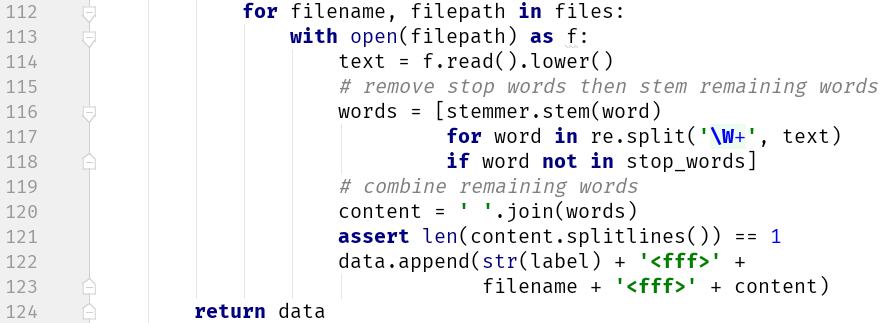 112 for filename, filepath in files:
113 with open(filepath) as f:
114 text = f.read().lower()
115 # remove stop words then stem remaining words
116 words = [stemmer.stem(word)
117 for word in re.split('\W+', text)
118 if word not in stop_words]
119 # combine remaining words
120 content = ' '.join(words)
121 assert len(content.splitlines()) == 1
122 data.append(str(label) + '<fff>' +
123 filename + '<fff>' + content)
124 return data